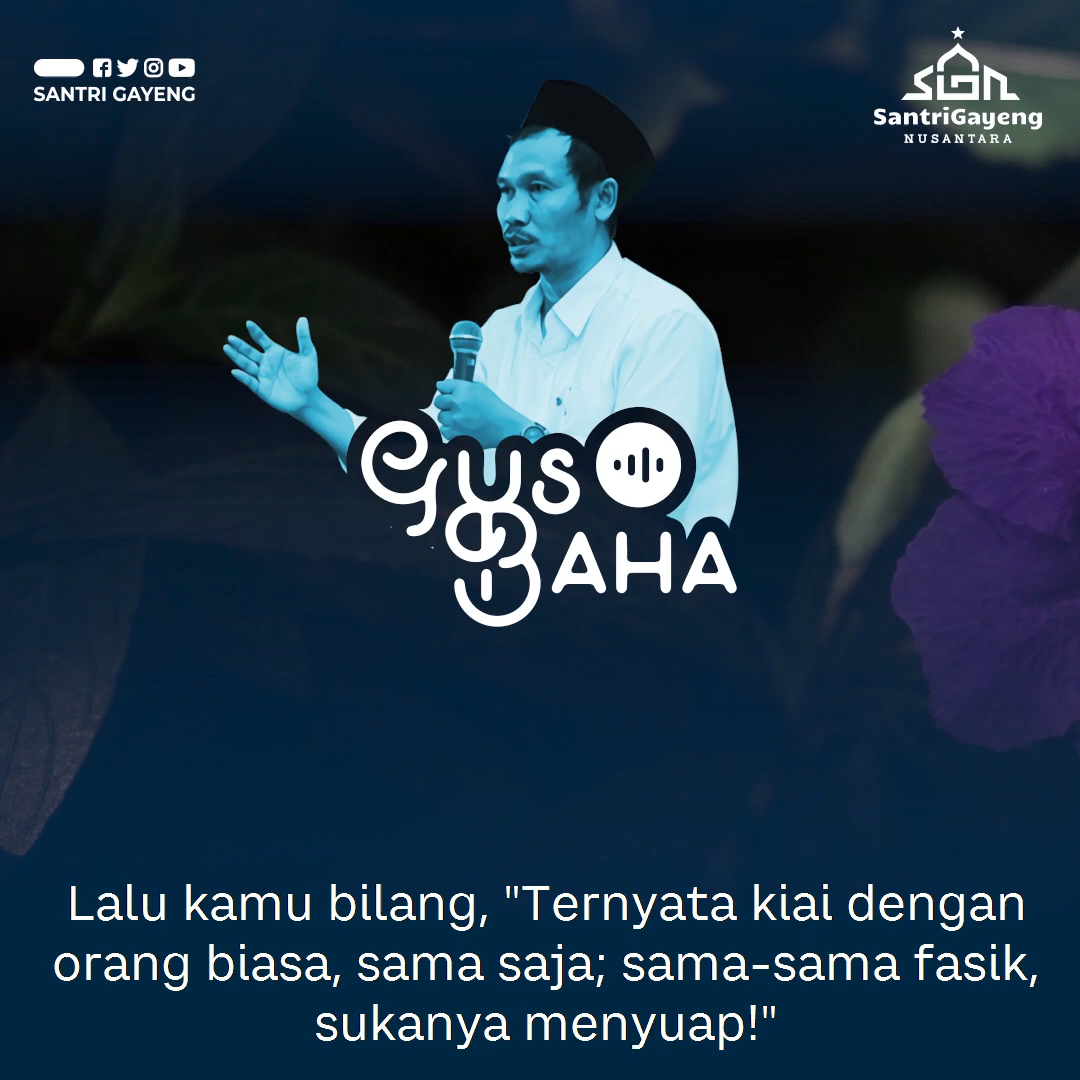 SANTRI GAYENG
SGN
SantriGayeng
NUSANTARA
GUS
BAHA
Lalu kamu bilang, "Ternyata kiai dengan
orang biasa, sama saja; sama-sama fasik,
sukanya menyuap!"